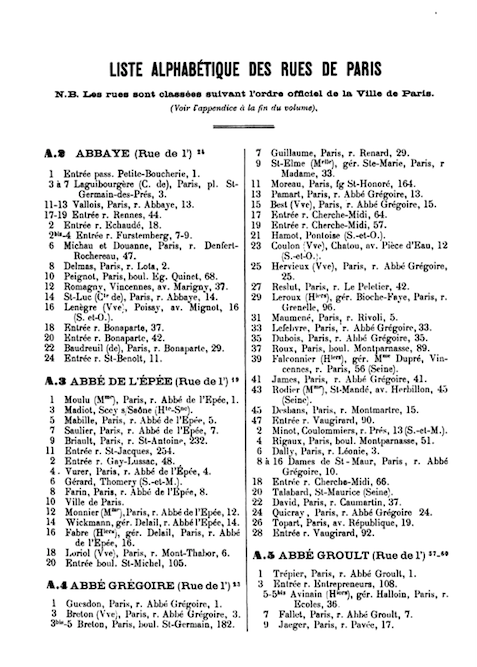 LISTE ALPHABÉTIQUE DES RUES DE PARIS
N.B. Les rues sont classées suivant l'ordre officiel de la Ville de Paris.
(Voir l'appendice à la fin du volume).
A.2 ABBAYE (Rue de l') 24
1 Entrée pass. Petite-Boucherie, 1.
3 à 7 Laguibourgère (C. de), Paris, pl. St-
Germain-des-Prés, 3.
11-13 Vallois, Paris, r. Abbaye, 13.
17-19 Entrée r. Rennes, 44.
2 Entrée r. Echaudé, 18.
2bis-4 Entrée r. Furstemberg, 7-9.
6 Michau et Douanne, Paris, r. Denfert-
Rochereau, 47.
8 Delmas, Paris, r. Lota, 2.
10 Peignot, Paris, boul. Eg. Quinet, 68.
12 Romagny, Vincennes, av. Marigny, 37.
14 St-Luc (Cte de), Paris, r. Abbaye, 14.
16 Lenègre (Vve), Poissy, av. Mignot, 16
(S. et-O.).
18 Entrée r. Bonaparte, 37.
20 Entrée r. Bonaparte, 42.
22 Baudreuil (de), Paris, r. Bonaparte, 29.
24 Entrée r. St-Benoît, 11.
A.3 ABBÉ DE L'ÉPÉE (Rue de l') 19
1 Moulu (Mme), Paris, r. Abbé de l'Epée, 1.
3 Madiot, Scey s/Saône (Hte-Sne).
5 Mabille, Paris, r. Abbé de l'Epée, 5.
7 Saulier, Paris, r. Abbé de l'Epée, 7.
9 Briault, Paris, r. St-Antoine, 232.
11 Entrée r. St-Jacques, 254.
2 Entrée r. Gay-Lussac, 48.
4 Vurer, Paris, r. Abbé de l'Epée, 4.
6 Gérard, Thomery (S.-et-M.).
8 Farin, Paris, r. Abbé de l'Epée, 8.
10 Ville de Paris.
12 Monnier (Mme), Paris, r. Abbé de l'Epée, 12.
14 Wickmann, gér. Delail, r. Abbé l'Epée, 14.
16 Fabre (Hiers), gér. Delail, Paris, r. Abbé
de l'Epée, 16.
18 Loriol (Vve), Paris, r. Mont-Thabor, 6.
20 Entrée boul. St-Michel, 105.
A.4 ABBÉ GRÉGOIRE (Rue de l') 23
1 Guesdon, Paris, r. Abbé Grégoire, 1.
3 Breton (Vve), Paris, r. Abbé Grégoire, 3.
3bis-5 Breton, Paris, boul. St-Germain, 182.
7 Guillaume, Paris, r. Renard, 29.
9 St-Elme (Melle), gér. Ste-Marie, Paris, r
Madame, 33.
11 Moreau, Paris, fg St-Honoré, 164.
13 Pamart, Paris, r. Abbé Grégoire, 13.
15 Best (Vve), Paris, r. Abbé Grégoire, 15.
17 Entrée r. Cherche-Midi, 64.
19 Entrée r. Cherche-Midi, 57.
21 Hamot, Pontoise (S.-et-O.).
23 Coulon (Vve), Chatou, av. Pièce d'Eau, 12
(S.-et-O.).
25 Hervieux (Vve), Paris, r. Abbé Grégoire,
25.
27 Reslut, Paris, r. Le Peletier, 42.
29 Leroux (Hiers), gér. Bioche-Faye, Paris, r.
Grenelle, 96.
31 Maumené, Paris, r. Rivoli, 5.
33 Lefebvre, Paris, r. Abbé Grégoire, 33.
35 Dubois, Paris, r. Abbé Grégoire, 35.
37 Roux, Paris, boul. Montparnasse, 89.
39 Falconnier (Hiers), gér. Mme Dupré, Vin-
cennes, r. Paris, 56 (Seine).
41 James, Paris, r. Abbé Grégoire, 41.
43 Rodier (Mme), St-Mandé, av. Herbillon, 45
(Seine).
45 Desbans, Paris, r. Montmartre, 15.
47 Entrée r. Vaugirard, 90.
2 Minot, Coulommiers, r. Prés, 13 (S.-et-M.).
4 Rigaux, Paris, boul. Montparnasse, 51.
6 Dally, Paris, r. Léonie, 3.
8 à 16 Dames de St-Maur, Paris, r. Abbé
Grégoire, 10.
18 Entrée r. Cherche-Midi, 66.
20 Talabard, St-Maurice (Seine).
22 David, Paris, r. Caumartin, 37.
24 Quicray, Paris, r. Abbé Grégoire 24.
26 Topart, Paris, av. République, 19.
28 Entrée r. Vaugirard, 92.
A.5 ABBÉ GROULT (Rue de l') 57-60
1 Trépier, Paris, r. Abbé Groult, 1.
3 Entrée r. Entrepreneurs, 108.
5-5bis Avinain (Hiers), gér. Halloin, Paris, r.
Ecoles, 36.
7 Fallet, Paris, r. Abbé Groult, 7.
9 Jaeger, Paris, r. Pavée, 17.